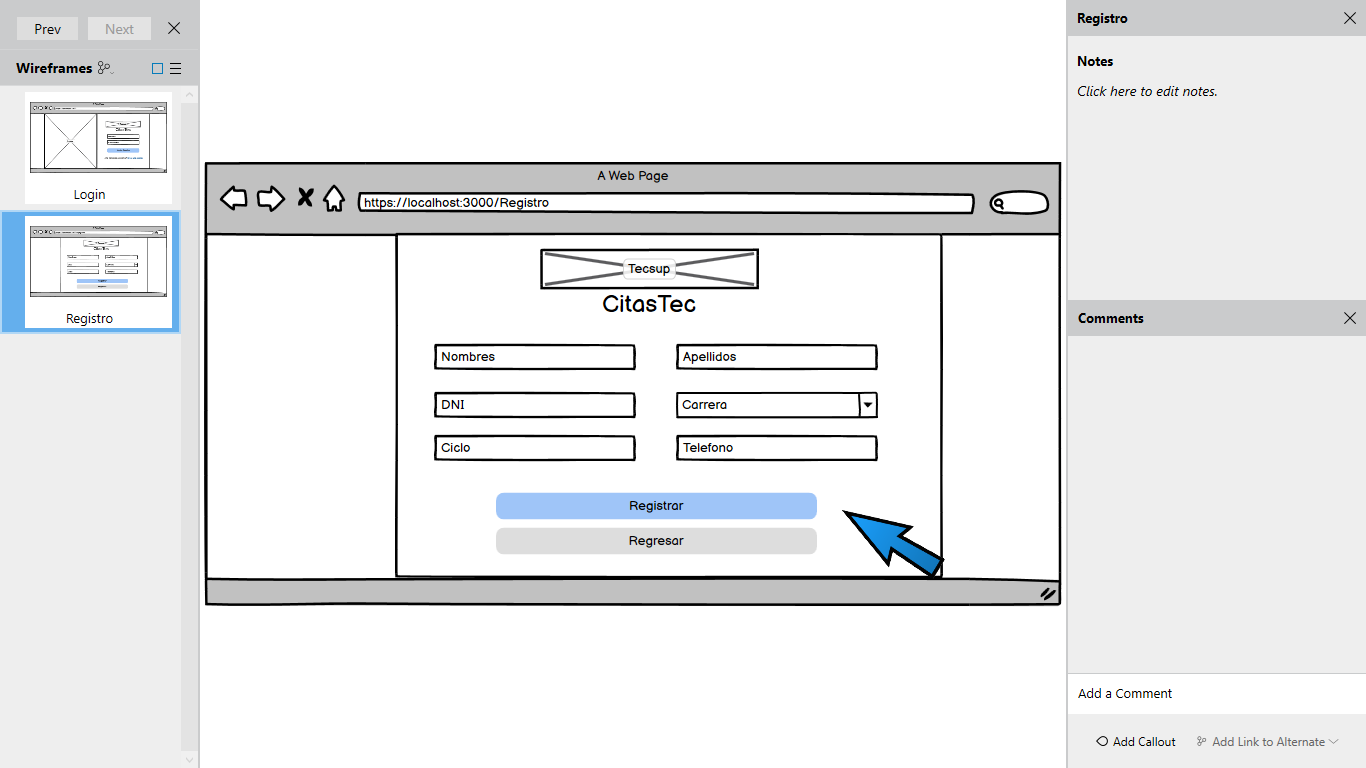 Prev
Next
Wireframes
Login
Registro
A Web Page
https://localhost:3000/Registro
Tecsup
CitasTec
Nombres
Apellidos
DNI
Carrera
Ciclo
Telefono
Registrar
Regresar
Registro
Notes
Click here to edit notes.
Comments
Add a Comment
Add Callout
Add Link to Alternate